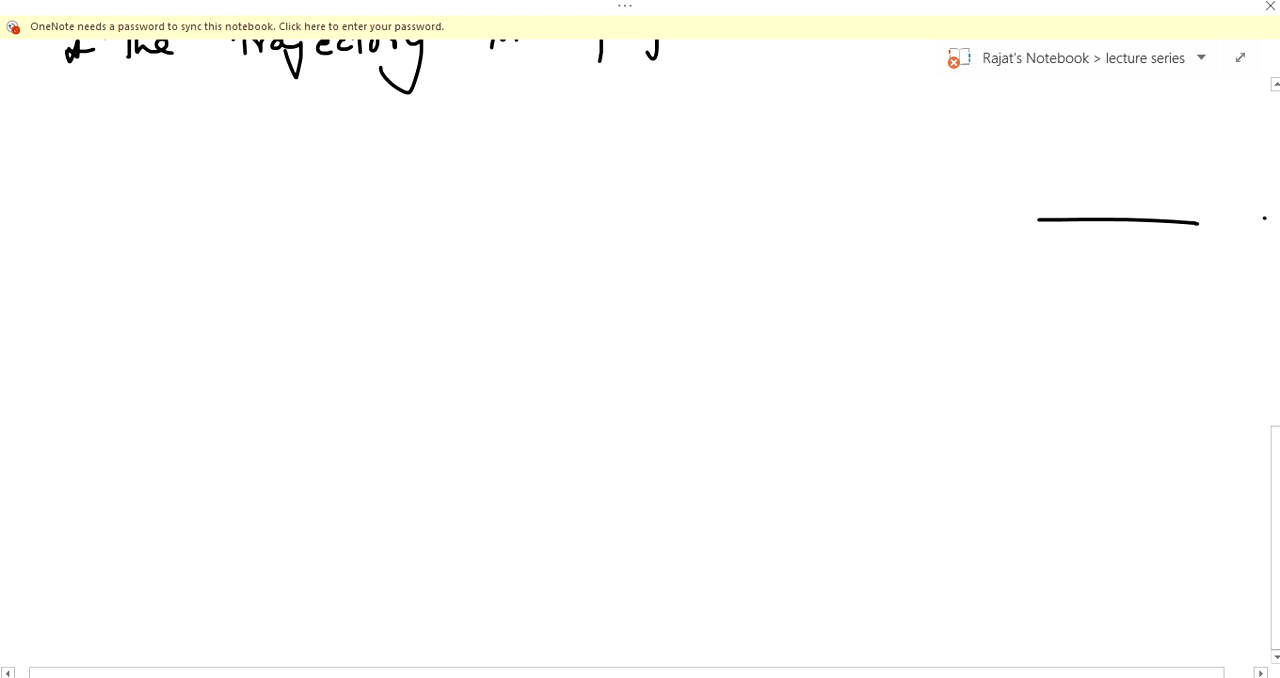 OneNote needs a password to sync this notebook. Click here to enter your password.
& the trajectory
Rajat's Notebook > lecture series